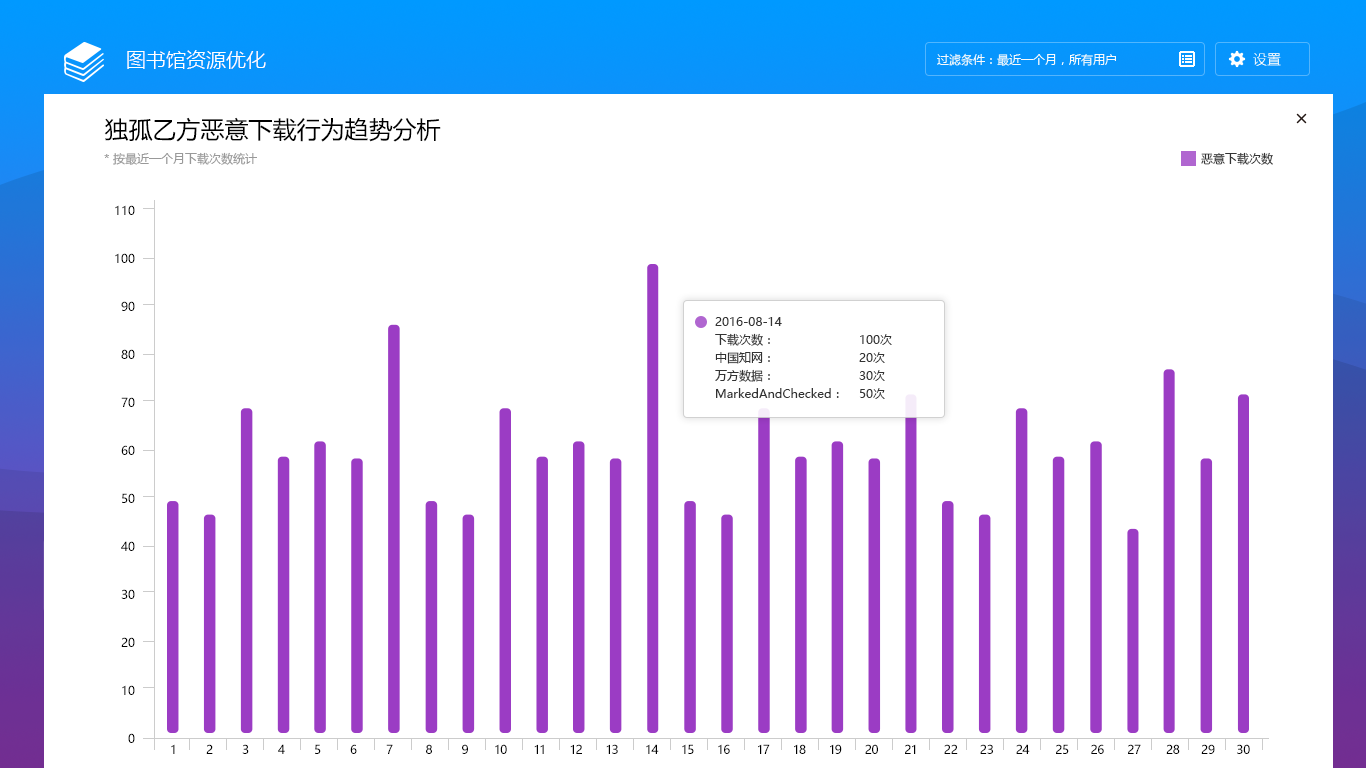 图书馆资源优化
过滤条件：最近一个月，所有用户
设置
独孤乙方恶意下载行为趋势分析
* 按最近一个月下载次数统计
恶意下载次数
110
100
90
80
70
60
50
40
30
20
10
0
2016-08-14
下载次数： 100次
中国知网： 20次
万方数据： 30次
MarkedAndChecked： 50次
1 2 3 4 5 6 7 8 9 10 11 12 13 14 15 16 17 18 19 20 21 22 23 24 25 26 27 28 29 30